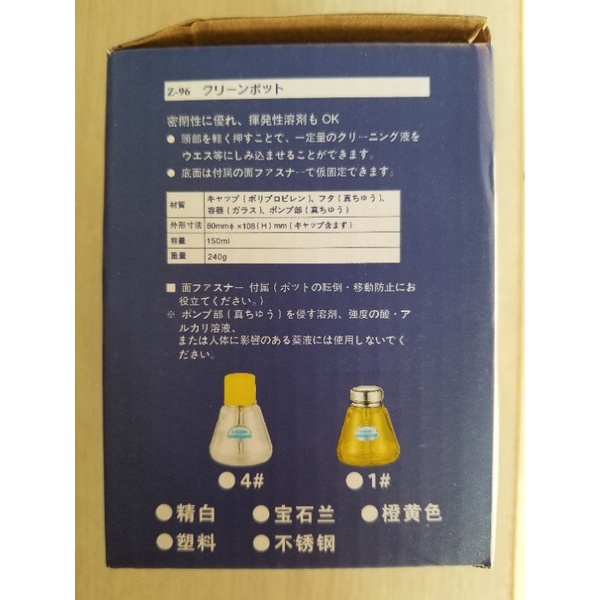 Z-96 クリーンポット
密閉性に優れ、揮発性溶剤も OK
● 頭部を軽く押すことで、一定量のクリーニング液を
ウエス等にしみ込ませることができます。
● 底面は付属の面ファスナーて仮固定できます。
材質 キャップ(ポリプロピレン)、フタ(真ちゅう)、
容器(ガラス)、ポンプ部(真ちゅう)
外形寸法 80mmφ×108(H)mm(キャップ含まず)
容量 150ml
重量 240g
■ 面ファスナー 付属(ポットの転倒・移動防止にお
役立てください。)
※ ポンプ部(真ちゅう)を侵す溶剤、強度の酸・ア
ルカリ溶液、
または人体に影響のある薬液には使用しないでく
ださい。
4# 1#
精白 宝石兰 橙黄色
塑料 不锈钢